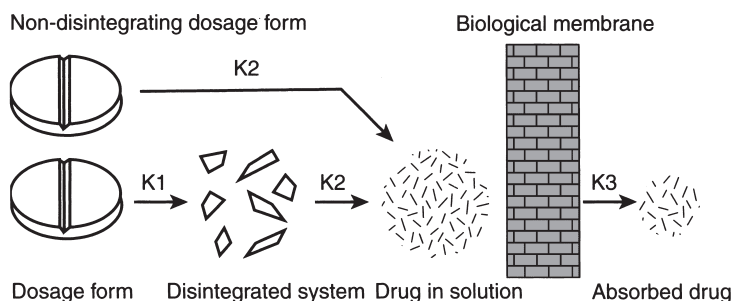 Non-disintegrating dosage form
Biological membrane
K2
K1
K2
K3
Dosage form
Disintegrated system
Drug in solution
Absorbed drug